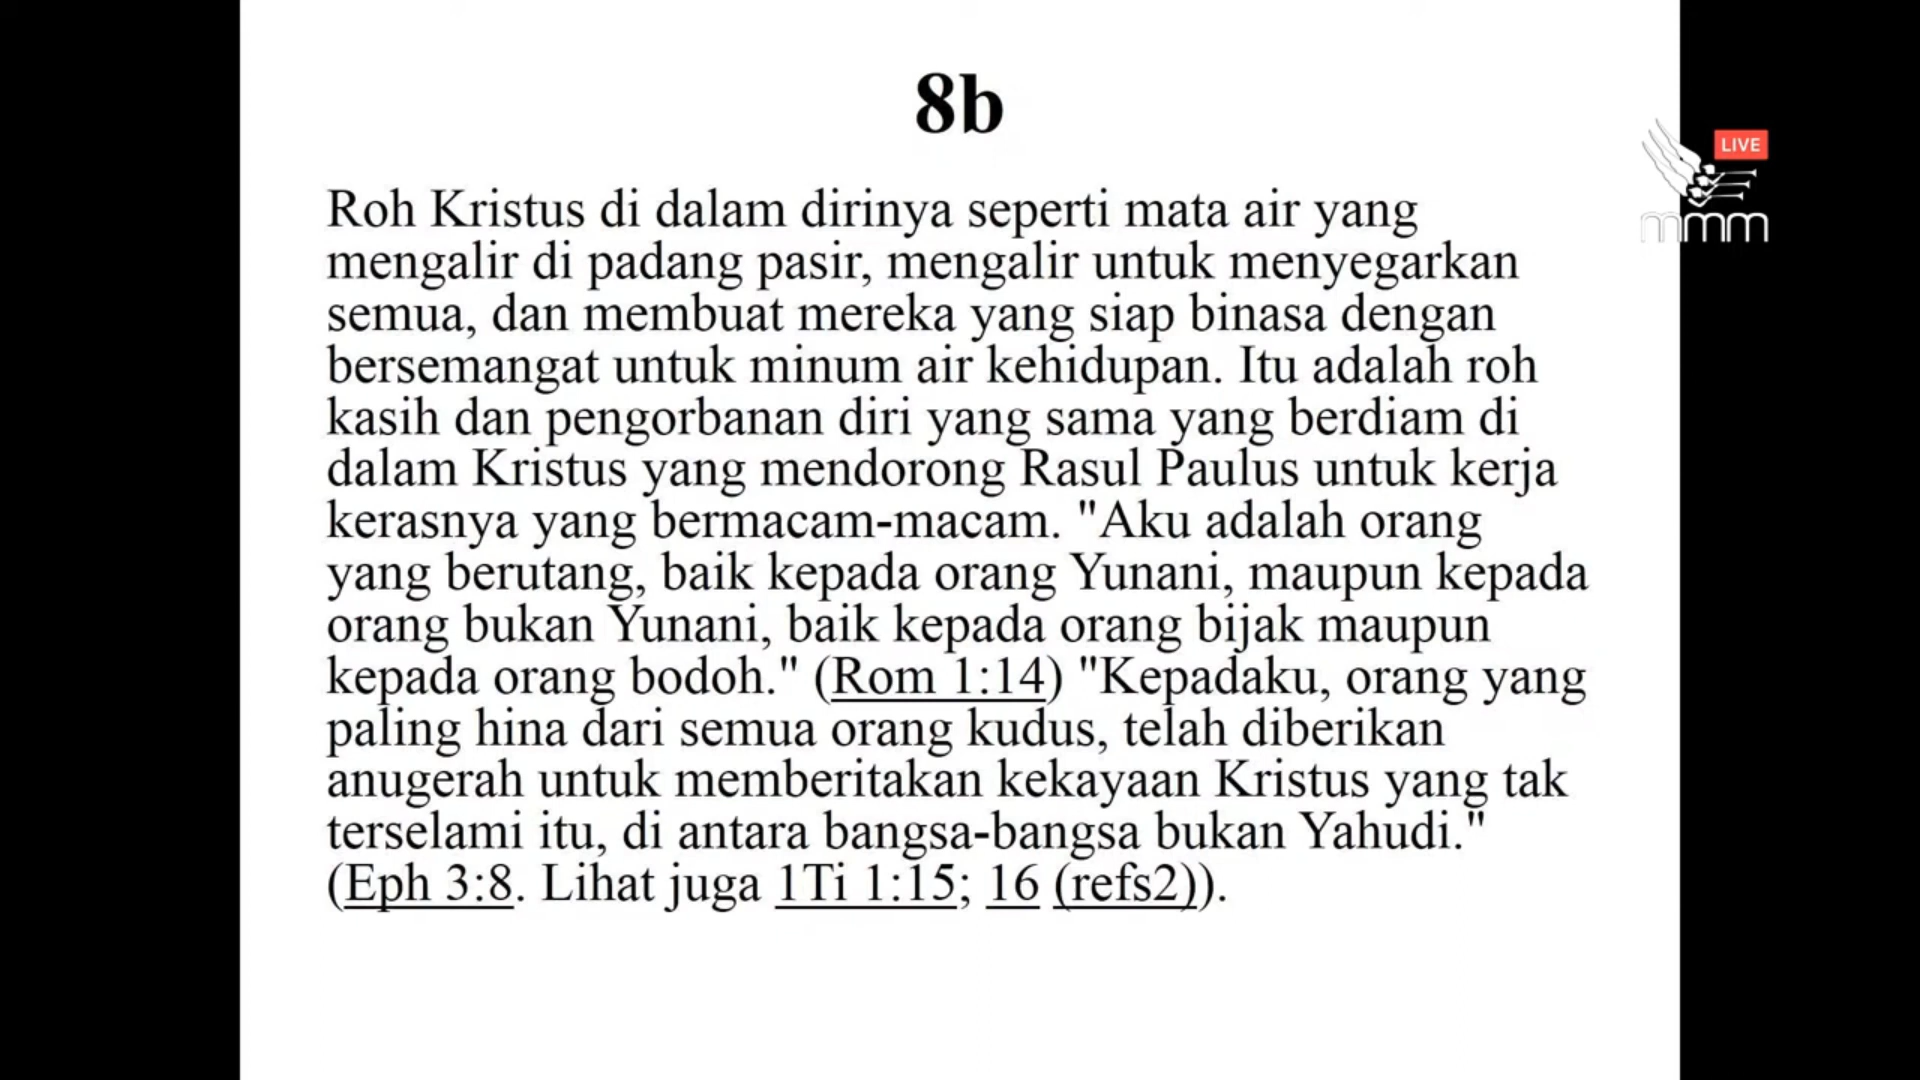 8b
Roh Kristus di dalam dirinya seperti mata air yang
mengalir di padang pasir, mengalir untuk menyegarkan
semua, dan membuat mereka yang siap binasa dengan
bersemangat untuk minum air kehidupan. Itu adalah roh
kasih dan pengorbanan diri yang sama yang berdiam di
dalam Kristus yang mendorong Rasul Paulus untuk kerja
kerasnya yang bermacam-macam. "Aku adalah orang
yang berutang, baik kepada orang Yunani, maupun kepada
orang bukan Yunani, baik kepada orang bijak maupun
kepada orang bodoh." (Rom 1:14) "Kepadaku, orang yang
paling hina dari semua orang kudus, telah diberikan
anugerah untuk memberitakan kekayaan Kristus yang tak
terselami itu, di antara bangsa-bangsa bukan Yahudi."
(Eph 3:8. Lihat juga 1Ti 1:15; 16 (refs2)).
LIVE
mmm